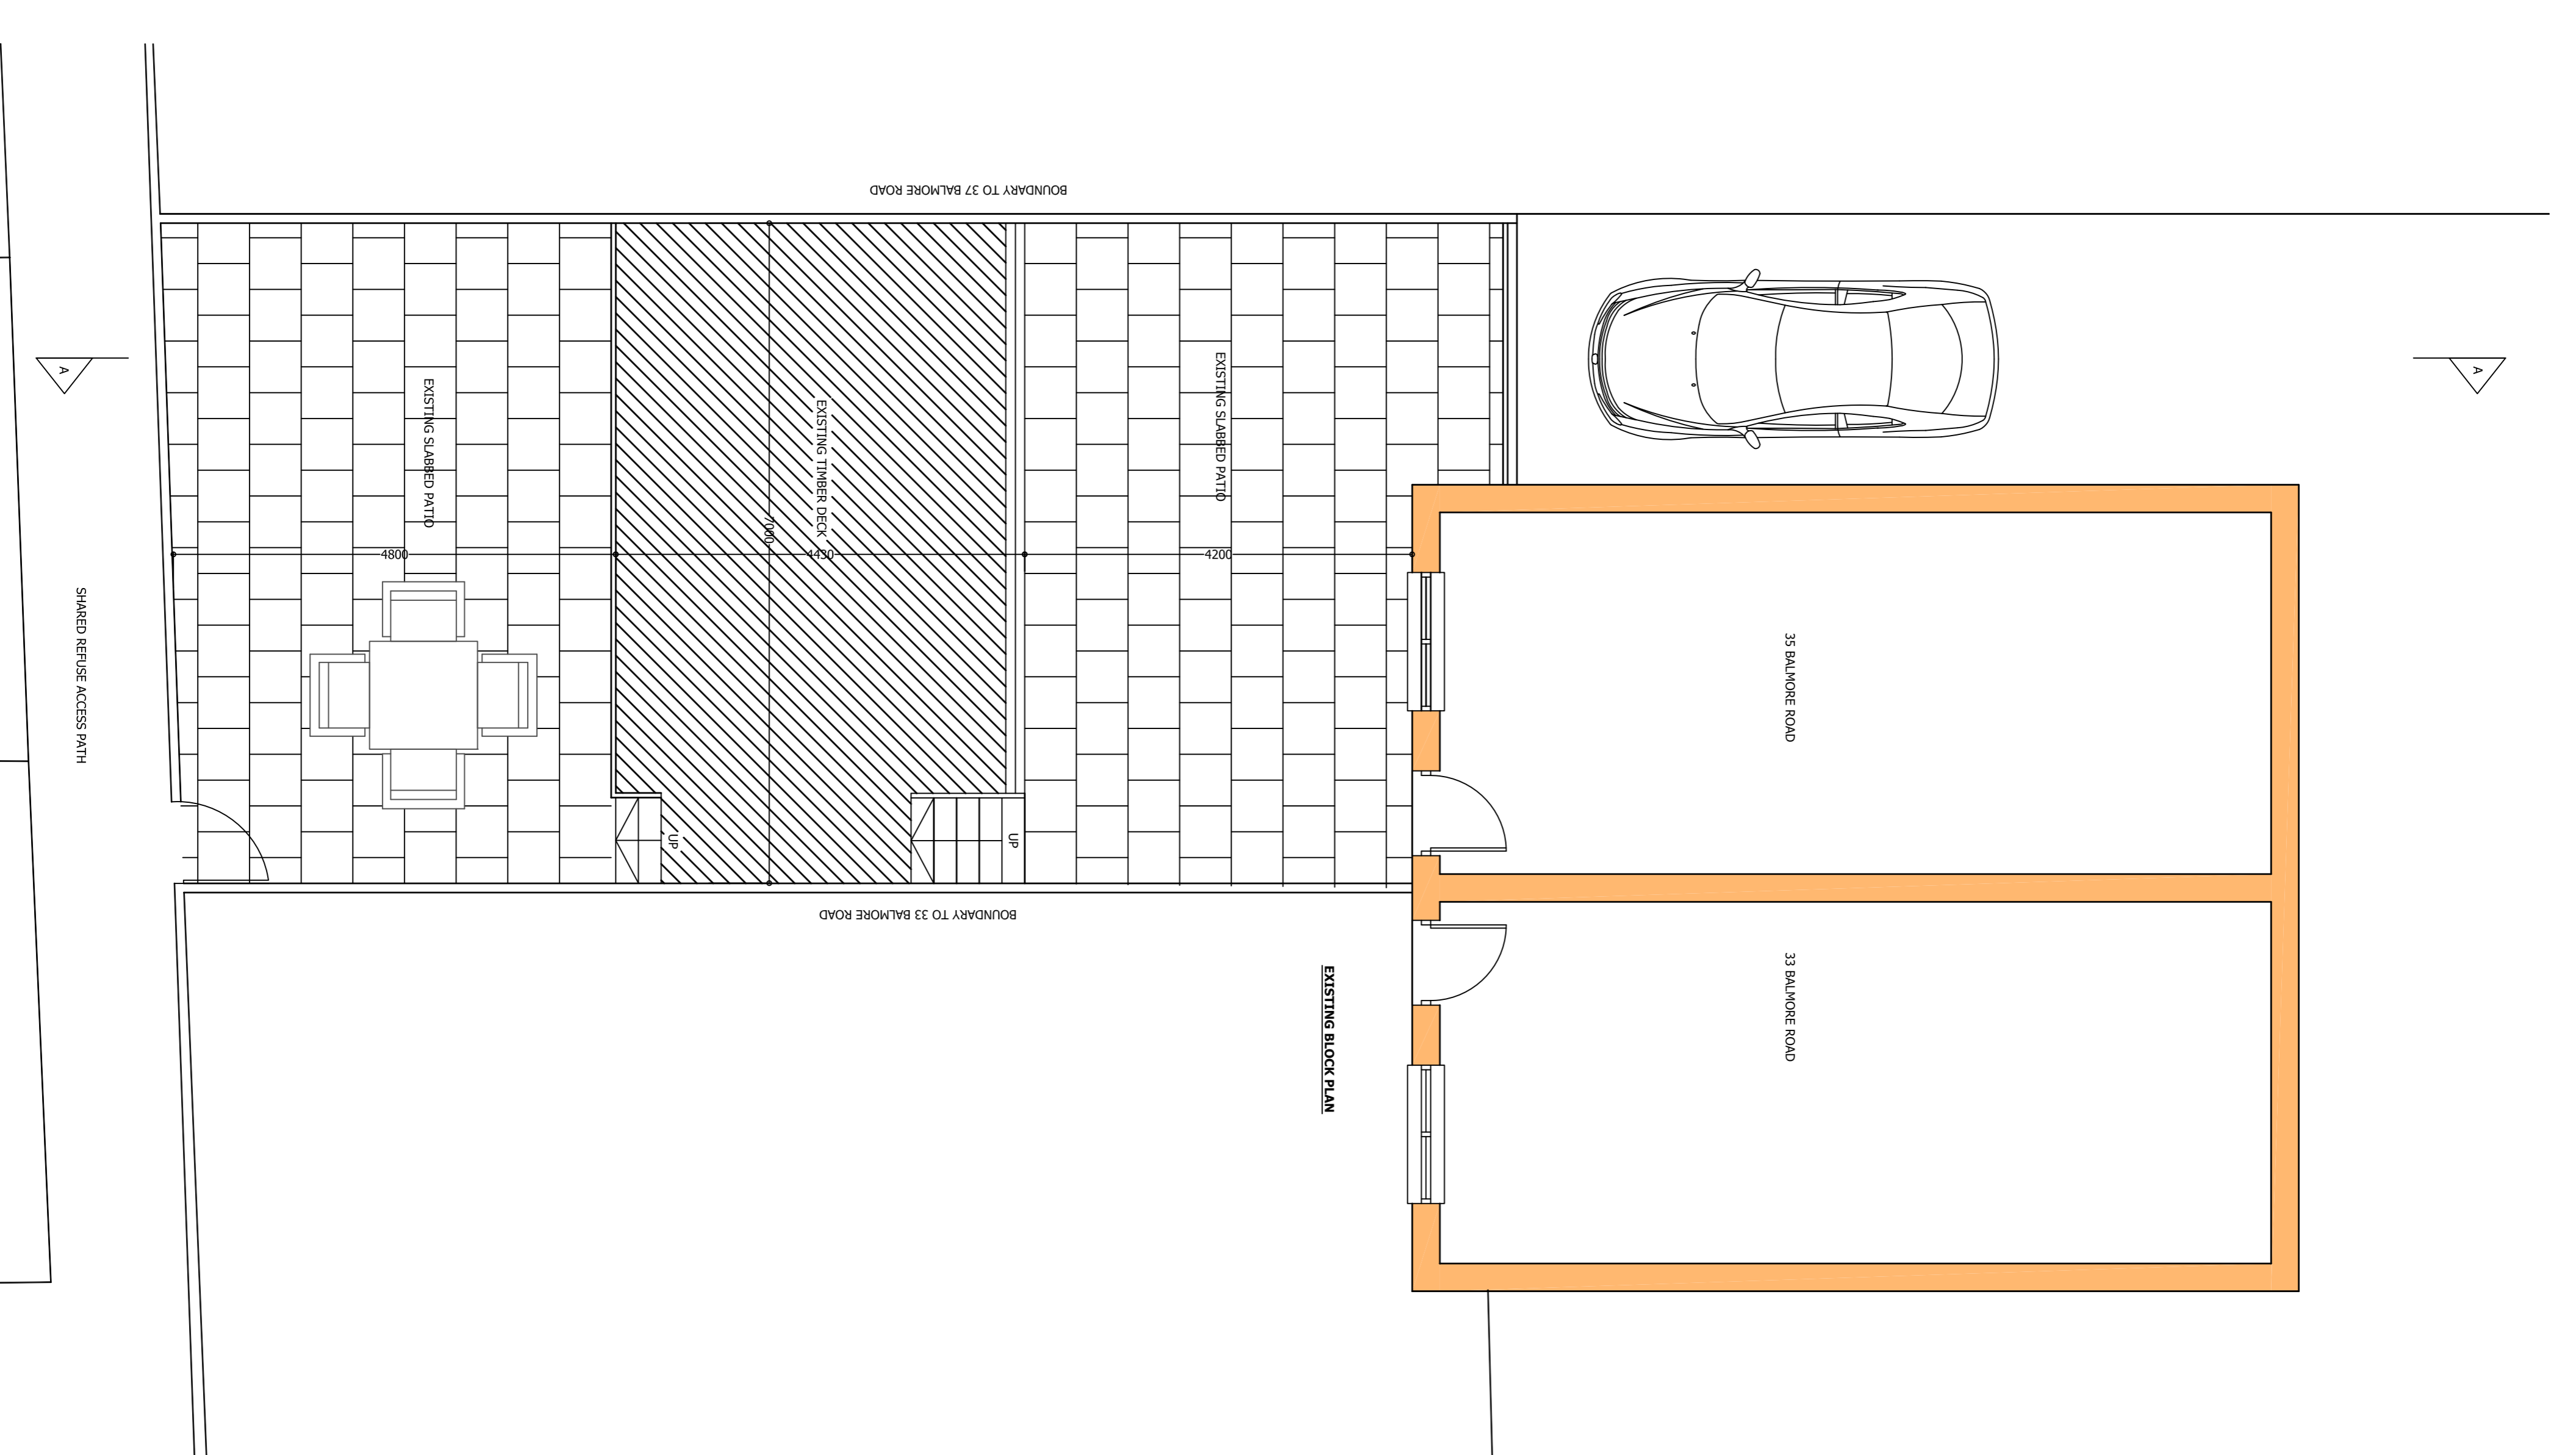 BOUNDARY TO 37 BALMORE ROAD
A
A
EXISTING SLABBED PATIO
EXISTING TIMBER DECK
EXISTING SLABBED PATIO
7000
4800
4430
4200
SHARED REFUSE ACCESS PATH
35 BALMORE ROAD
UP
UP
BOUNDARY TO 33 BALMORE ROAD
EXISTING BLOCK PLAN
33 BALMORE ROAD